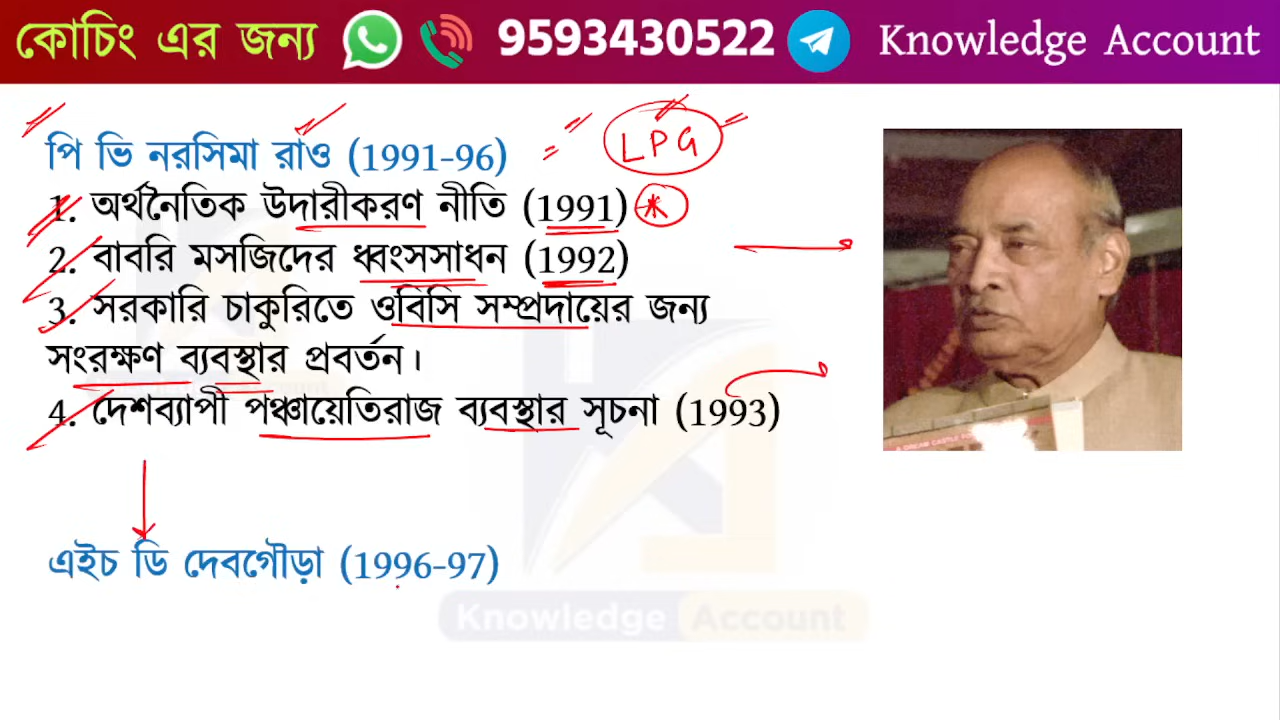 কোচিং এর জন্য 9593430522 Knowledge Account
LPG
পি ভি নরসিমা রাও (1991-96)
1. অর্থনৈতিক উদারীকরণ নীতি (1991)
2. বাবরি মসজিদের ধ্বংসসাধন (1992)
3. সরকারি চাকুরিতে ওবিসি সম্প্রদায়ের জন্য
সংরক্ষণ ব্যবস্থার প্রবর্তন।
4. দেশব্যাপী পঞ্চায়েতিরাজ ব্যবস্থার সূচনা (1993)
এইচ ডি দেবগৌড়া (1996-97)
Knowledge Account